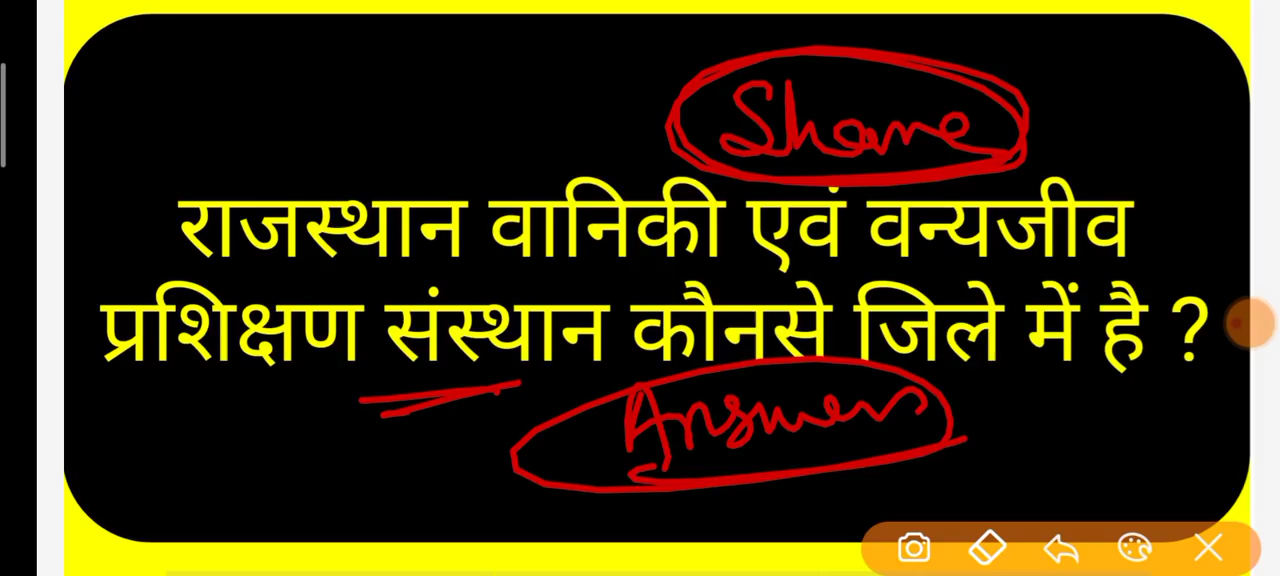 Share
राजस्थान वानिकी एवं वन्यजीव
प्रशिक्षण संस्थान कौनसे जिले में है ?
Answer